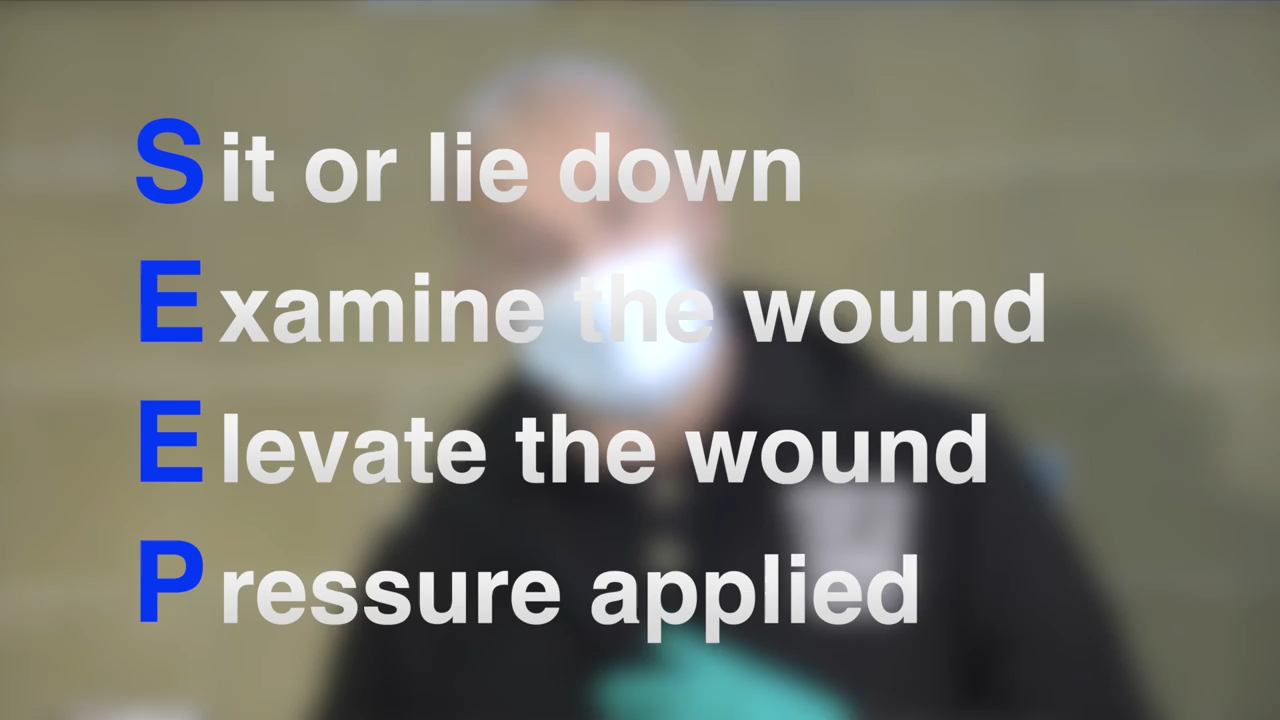 Sit or lie down
Examine the wound
Elevate the wound
Pressure applied